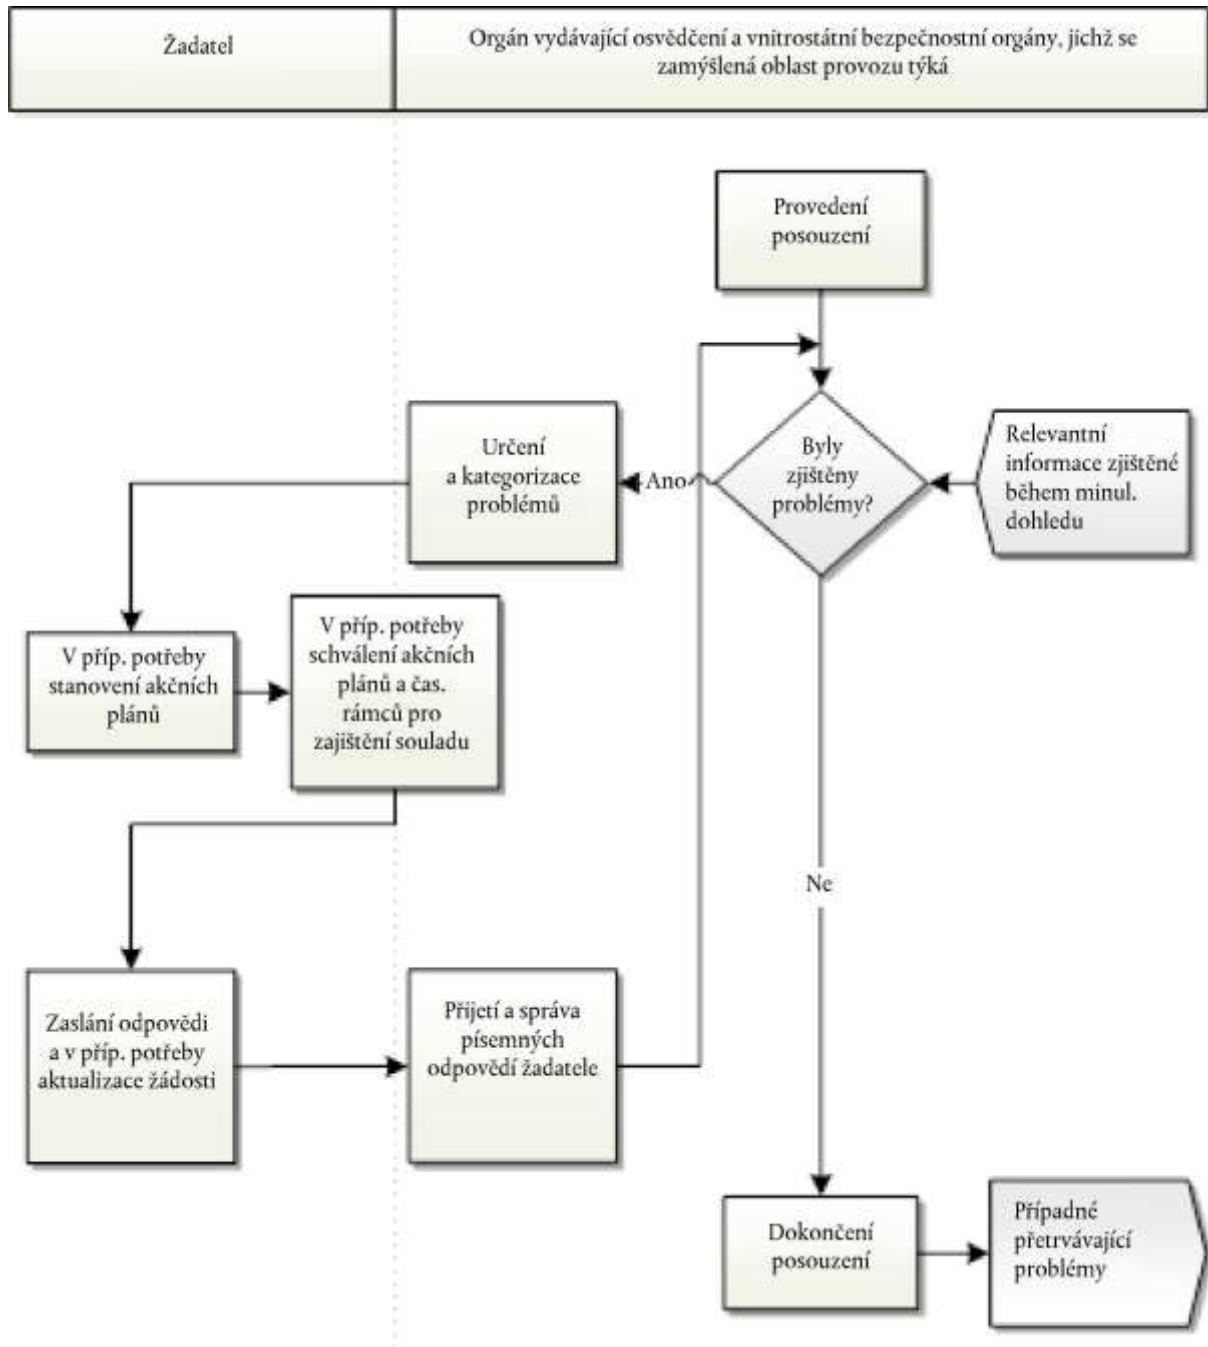 Žadatel
Orgán vydávající osvědčení a vnitrostátní bezpečnostní orgány, jichž se
zamýšlená oblast provozu týká
Provedení
posouzení
Určení
a kategorizace
problémů
Ano
Byly
zjištěny
problémy?
Relevantní
informace zjištěné
během minul.
dohledu
V příp. potřeby
stanovení akčních
plánů
V příp. potřeby
schválení akčních
plánů a čas.
rámců pro
zajištění souladu
Ne
Zaslání odpovědi
a v příp. potřeby
aktualizace žádosti
Přijetí a správa
písemných
odpovědí žadatele
Dokončení
posouzení
Případné
přetrvávající
problémy